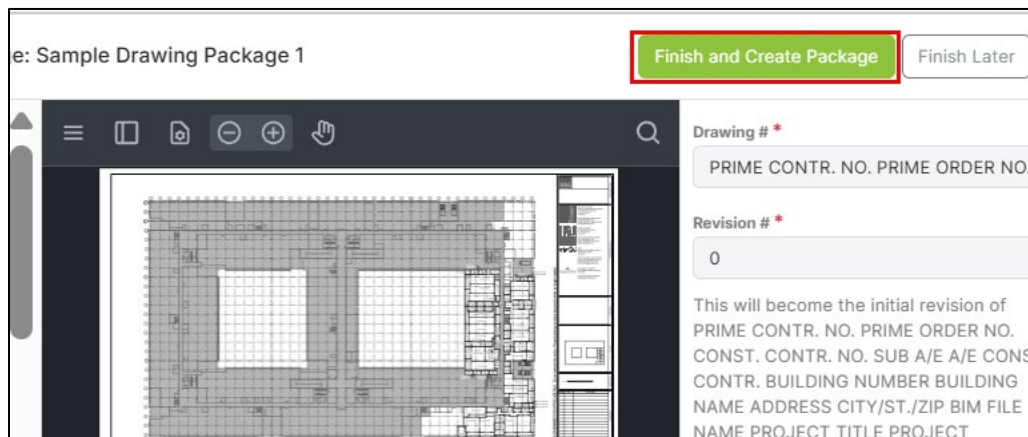 e: Sample Drawing Package 1
Finish and Create Package
Finish Later
Drawing # *
PRIME CONTR. NO. PRIME ORDER NO.
Revision # *
0
This will become the initial revision of
PRIME CONTR. NO. PRIME ORDER NO.
CONST. CONTR. NO. SUB A/E A/E CONS
CONTR. BUILDING NUMBER BUILDING
NAME ADDRESS CITY/ST./ZIP BIM FILE
NAME PROJECT TITLE PROJECT